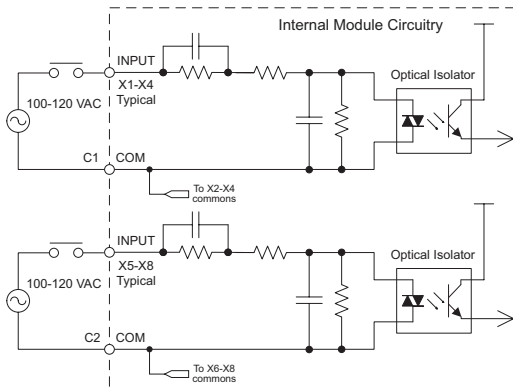 Internal Module Circuitry
INPUT
X1-X4
Typical
Optical Isolator
100-120 VAC
C1
COM
To X2-X4
commons
INPUT
X5-X8
Typical
Optical Isolator
100-120 VAC
C2
COM
To X6-X8
commons